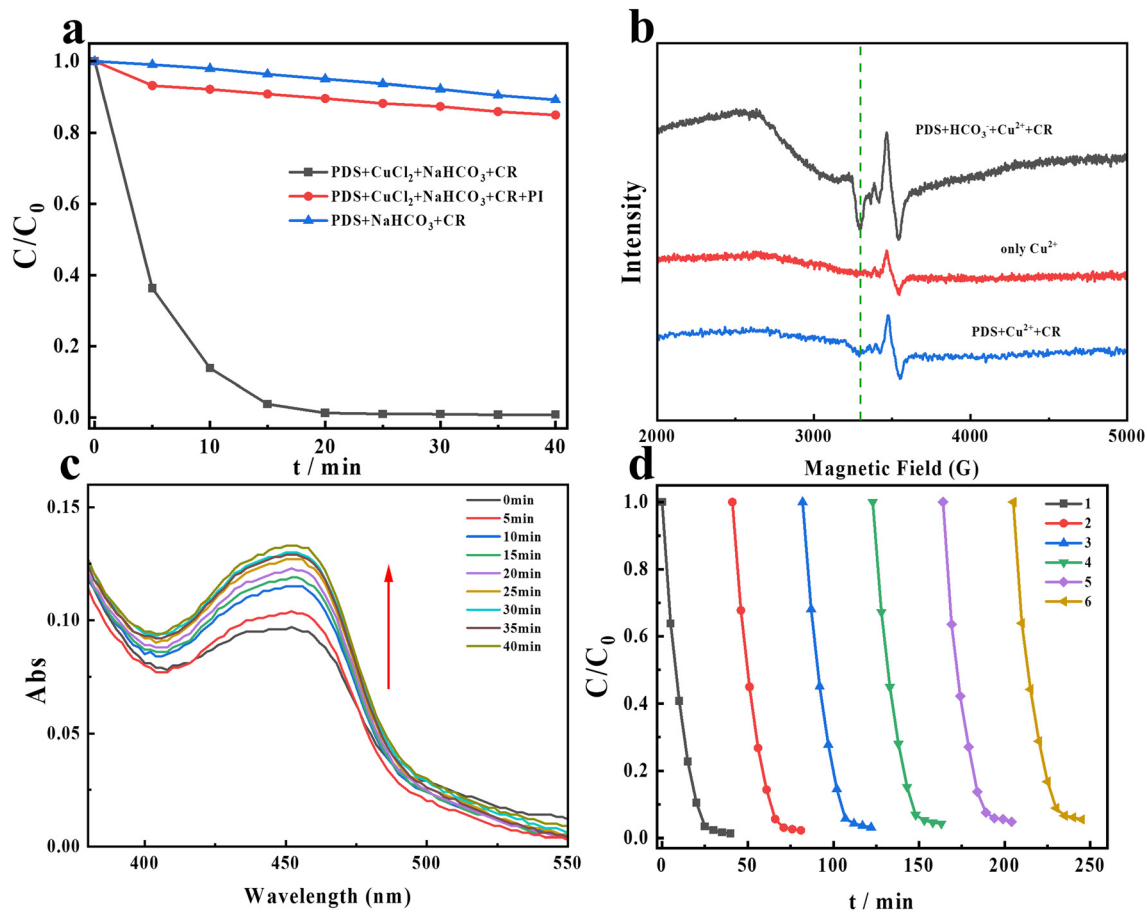 a
1.0
0.8
0.6
0.4
0.2
0.0
C/C₀
PDS+CuCl₂+NaHCO₃+CR
PDS+CuCl₂+NaHCO₃+CR+PI
PDS+NaHCO₃+CR
0 10 20 30 40
t / min
b
Intensity
PDS+HCO₃⁻+Cu²⁺+CR
only Cu²⁺
PDS+Cu²⁺+CR
2000 3000 4000 5000
Magnetic Field (G)
c
0.15
0.10
0.05
0.00
Abs
0min
5min
10min
15min
20min
25min
30min
35min
40min
400 450 500 550
Wavelength (nm)
d
1.0
0.8
0.6
0.4
0.2
0.0
C/C₀
1
2
3
4
5
6
0 50 100 150 200 250
t / min